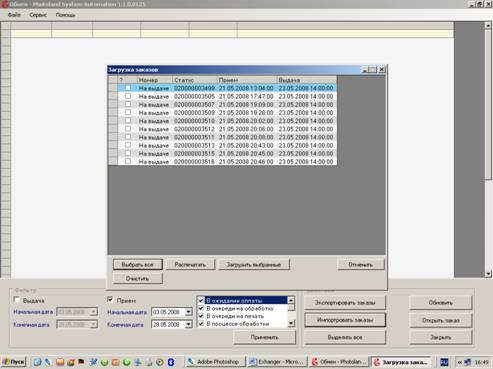 Обмен - Photoland System Automation 1.1.0.0125
Файл Сервис Помощь
Загрузка заказов
? Номер Статус Прием Выдача
На выдаче 020000003499 21.05.2008 13:04:00 23.05.2008 14:00:00
На выдаче 020000003505 21.05.2008 17:47:00 23.05.2008 14:00:00
На выдаче 020000003507 21.05.2008 19:09:00 23.05.2008 14:00:00
На выдаче 020000003509 21.05.2008 19:28:00 23.05.2008 14:00:00
На выдаче 020000003510 21.05.2008 20:02:00 23.05.2008 14:00:00
На выдаче 020000003512 21.05.2008 20:06:00 23.05.2008 14:00:00
На выдаче 020000003511 21.05.2008 20:08:00 23.05.2008 14:00:00
На выдаче 020000003513 21.05.2008 20:43:00 23.05.2008 14:00:00
На выдаче 020000003515 21.05.2008 20:45:00 23.05.2008 14:00:00
На выдаче 020000003516 21.05.2008 20:46:00 23.05.2008 14:00:00
Выбрать все Распечатать Загрузить выбранные Отменить
Очистить
Фильтр
Выдача Прием В ожидании оплаты Экспортировать заказы Обновить
Начальная дата 03.05.2008 Начальная дата 03.05.2008 В очереди на обработку
В очереди на печать Импортровать заказы Открыть заказ
Конечная дата 28.05.2008 Конечная дата 28.05.2008 В процессе обработки
Применить Выделить все Закрыть
Пуск Adobe Photoshop Exhanger - Micro... Обмен - Photolan... Загрузка зака... RU 16:49